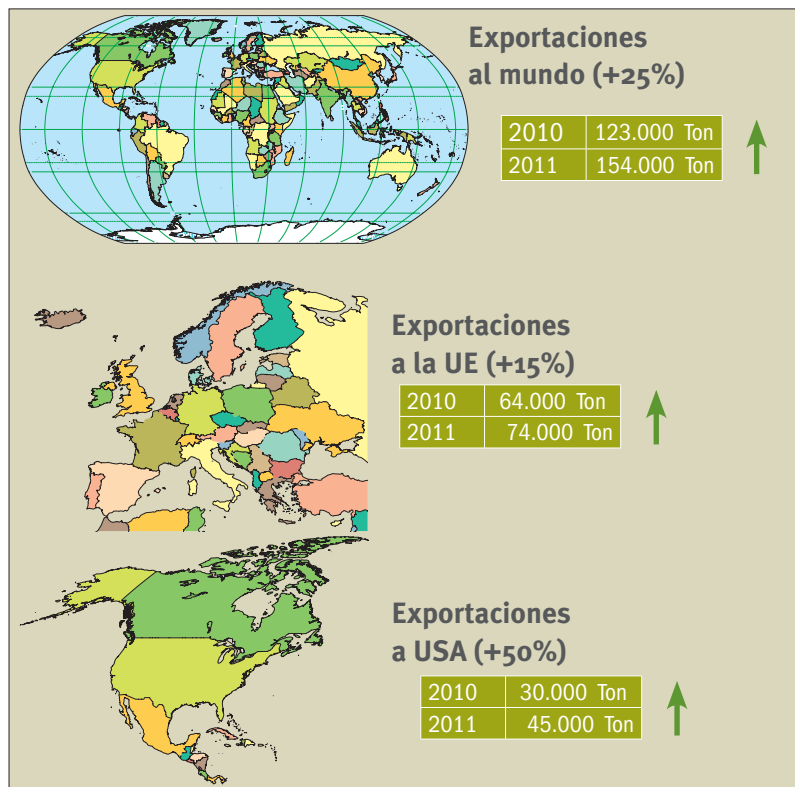 Exportaciones
al mundo (+25%)
2010 123.000 Ton
2011 154.000 Ton
Exportaciones
a la UE (+15%)
2010 64.000 Ton
2011 74.000 Ton
Exportaciones
a USA (+50%)
2010 30.000 Ton
2011 45.000 Ton